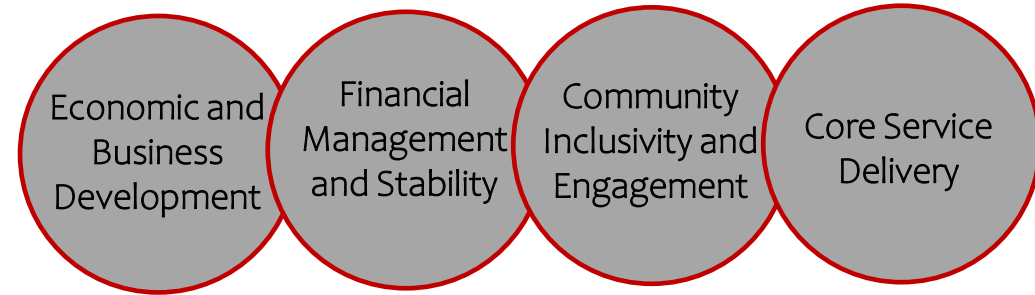 Economic and
Business
Development
Financial
Management
and Stability
Community
Inclusivity and
Engagement
Core Service
Delivery